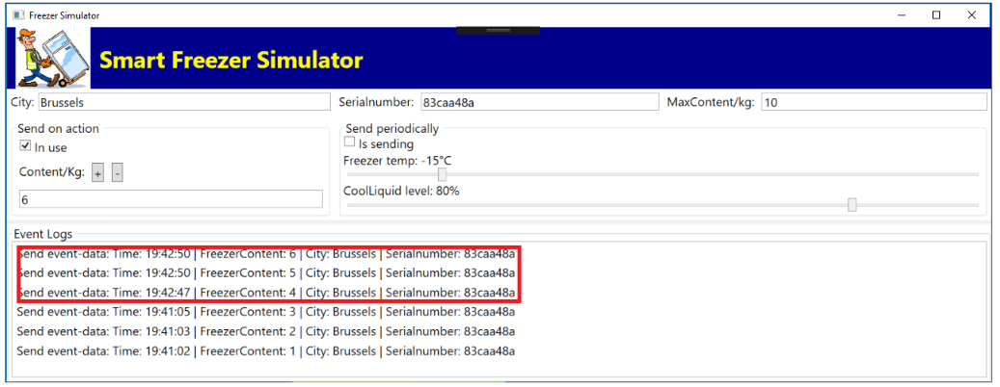 Freezer Simulator
Smart Freezer Simulator
City: Brussels Serialnumber: 83caa48a MaxContent/kg: 10
Send on action
In use
Content/Kg: + -
6
Send periodically
Is sending
Freezer temp: -15°C
CoolLiquid level: 80%
Event Logs
Send event-data: Time: 19:42:50 | FreezerContent: 6 | City: Brussels | Serialnumber: 83caa48a
Send event-data: Time: 19:42:50 | FreezerContent: 5 | City: Brussels | Serialnumber: 83caa48a
Send event-data: Time: 19:42:47 | FreezerContent: 4 | City: Brussels | Serialnumber: 83caa48a
Send event-data: Time: 19:41:05 | FreezerContent: 3 | City: Brussels | Serialnumber: 83caa48a
Send event-data: Time: 19:41:03 | FreezerContent: 2 | City: Brussels | Serialnumber: 83caa48a
Send event-data: Time: 19:41:02 | FreezerContent: 1 | City: Brussels | Serialnumber: 83caa48a